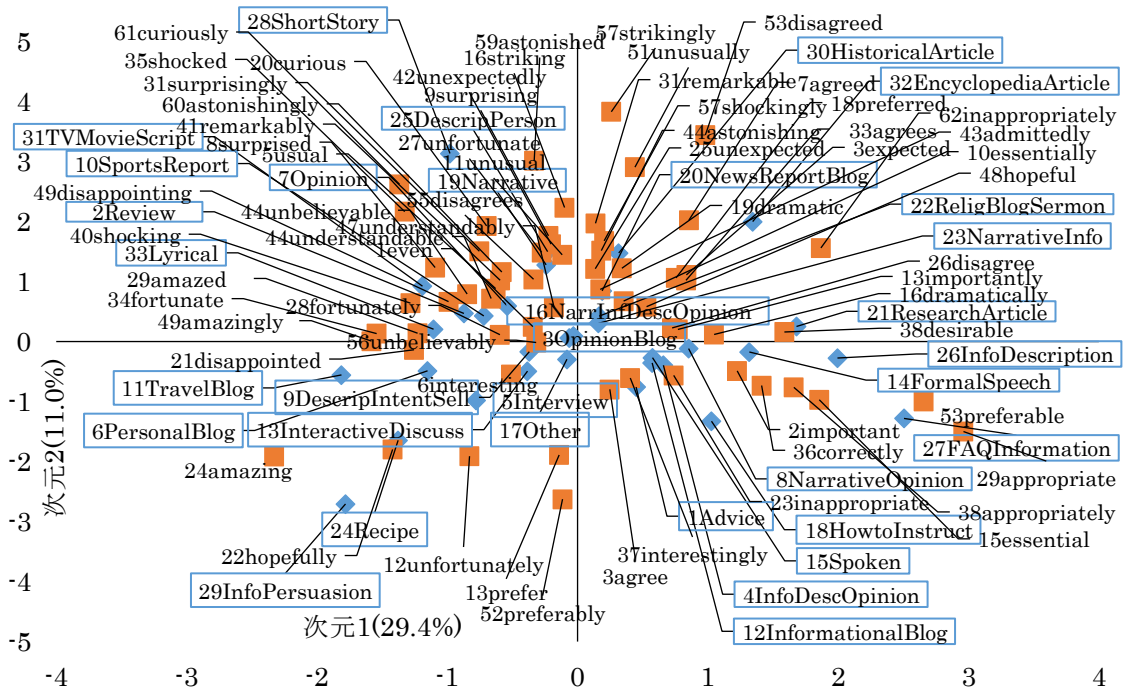 53disagreed
28ShortStory
61curiously
57strikingly
59astonished
5
51unusually
30HistoricalArticle
16striking
35shocked
20curious
42unexpectedly
31remarkable
7agreed
32EncyclopediaArticle
31surprisingly
9surprising
57shockingly
18preferred
4
60astonishingly
25DescripPerson
62inappropriately
41remarkably
44astonishing
33agrees
43admittedly
31TVMovieScript
8surprised
27unfortunate
25unexpected
3expected
10essentially
3
10SportsReport
5usual
1unusual
48hopeful
7Opinion
19Narrative
20NewsReportBlog
49disappointing
55disagrees
19dramatic
22ReligBlogSermon
2Review
44unbelievable
2
40shocking
47understandably
44understandable
23NarrativeInfo
33Lyrical
1even
26disagree
29amazed
13importantly
1
34fortunate
28fortunately
16dramatically
16NarrInfDescOpinion
21ResearchArticle
49amazingly
38desirable
0
56unbelievably
3OpinionBlog
21disappointed
26InfoDescription
11TravelBlog
6interesting
14FormalSpeech
-1
9DescripIntentSell
5Interview
53preferable
6PersonalBlog
13InteractiveDiscuss
17Other
2important
27FAQInformation
36correctly
-2
24amazing
8NarrativeOpinion
29appropriate
23inappropriate
-3
24Recipe
1Advice
38appropriately
18HowtoInstruct
15essential
22hopefully
37interestingly
12unfortunately
15Spoken
3agree
-4
29InfoPersuasion
13prefer
4InfoDescOpinion
52preferably
次元1(29.4%)
12InformationalBlog
-5
次元2(11.0%)
-4
-3
-2
-1
0
1
2
3
4